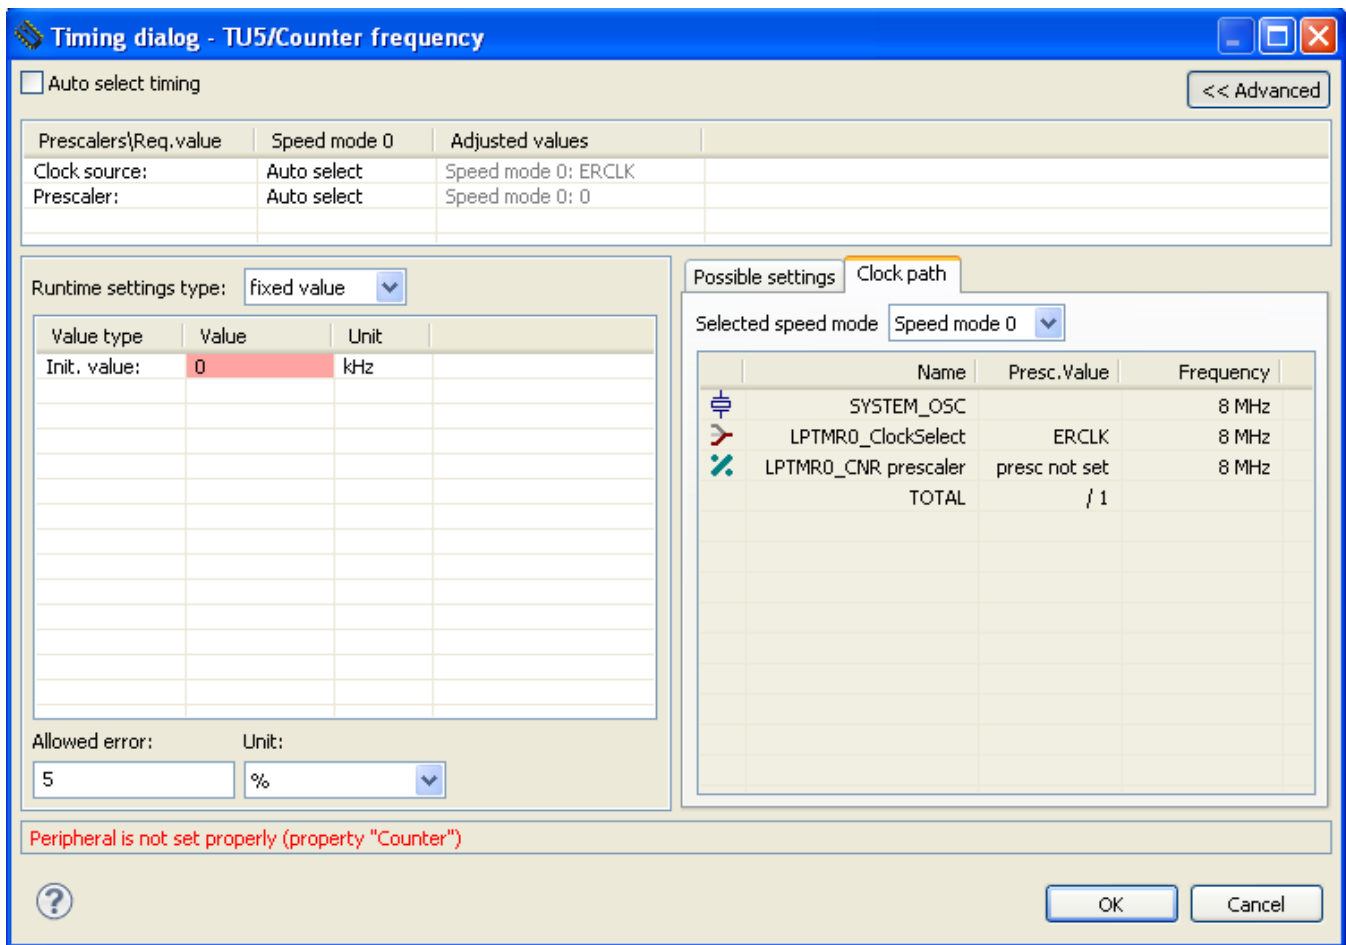 Timing dialog - TU5/Counter frequency
Auto select timing
<< Advanced
Prescalers\Req.value Speed mode 0 Adjusted values
Clock source: Auto select Speed mode 0: ERCLK
Prescaler: Auto select Speed mode 0: 0
Runtime settings type: fixed value
Value type Value Unit
Init. value: 0 kHz
Allowed error: Unit:
5 %
Possible settings Clock path
Selected speed mode Speed mode 0
Name Presc.Value Frequency
SYSTEM_OSC 8 MHz
LPTMR0_ClockSelect ERCLK 8 MHz
LPTMR0_CNR prescaler presc not set 8 MHz
TOTAL / 1
Peripheral is not set properly (property "Counter")
?
OK Cancel